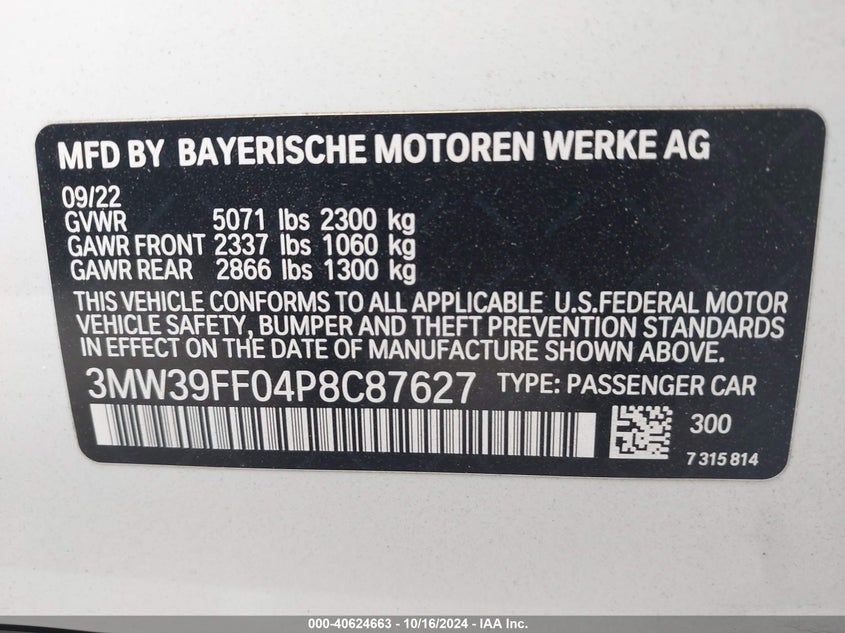 MFD BY BAYERISCHE MOTOREN WERKE AG
09/22
GVWR 5071 lbs 2300 kg
GAWR FRONT 2337 lbs 1060 kg
GAWR REAR 2866 lbs 1300 kg
THIS VEHICLE CONFORMS TO ALL APPLICABLE U.S.FEDERAL MOTOR
VEHICLE SAFETY, BUMPER AND THEFT PREVENTION STANDARDS
IN EFFECT ON THE DATE OF MANUFACTURE SHOWN ABOVE.
3MW39FF04P8C87627 TYPE: PASSENGER CAR
300
7 315 814
000-40624663 - 10/16/2024 - IAA Inc.